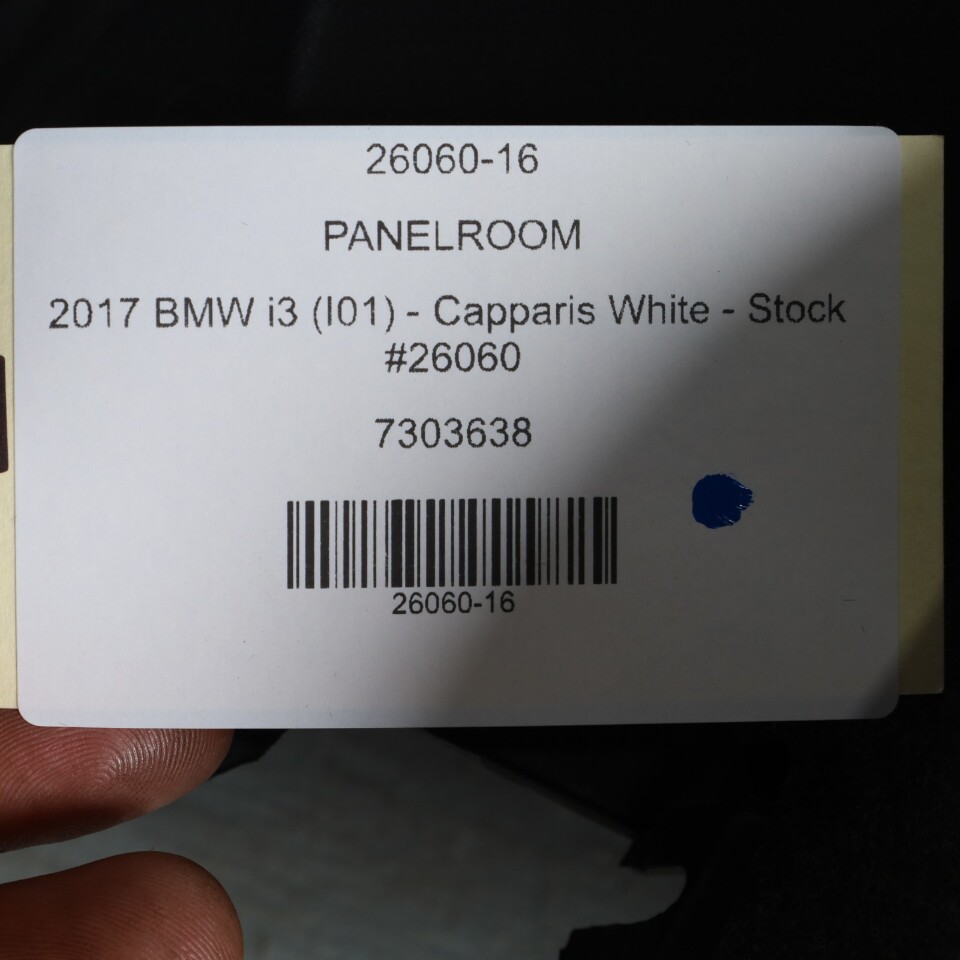 26060-16
PANELROOM
2017 BMW i3 (I01) - Capparis White - Stock
#26060
7303638
26060-16